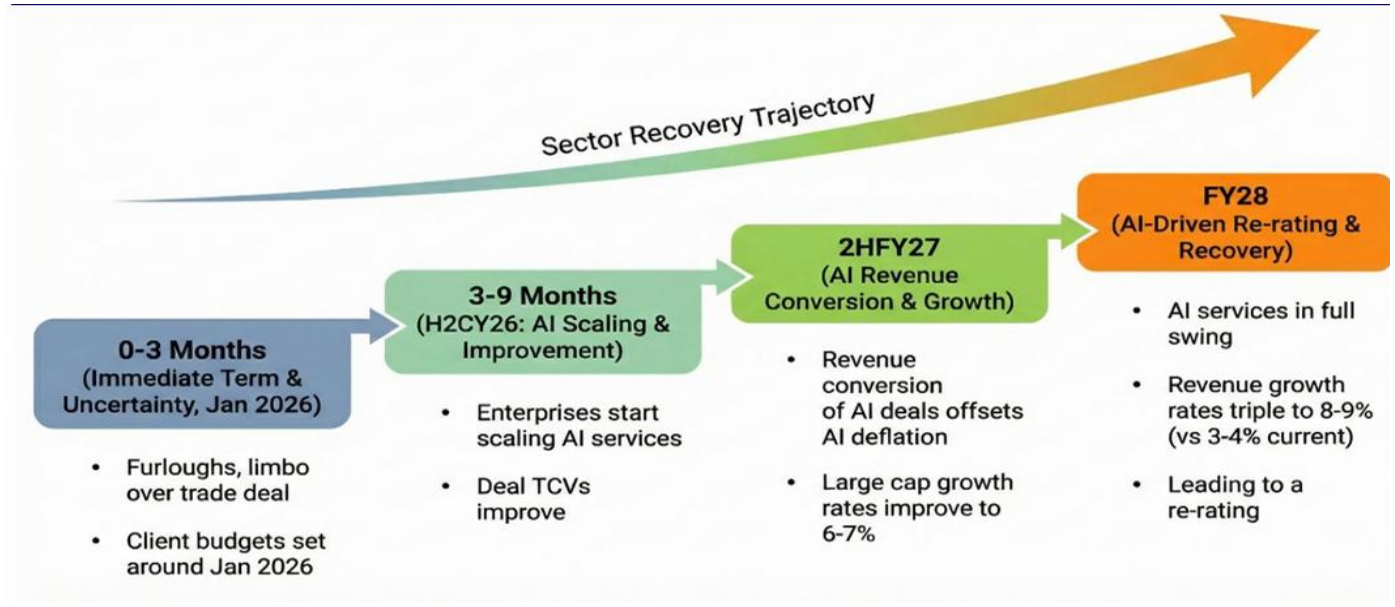 Sector Recovery Trajectory
0-3 Months
(Immediate Term &
Uncertainty, Jan 2026)
• Furloughs, limbo
over trade deal
• Client budgets set
around Jan 2026
3-9 Months
(H2CY26: AI Scaling &
Improvement)
• Enterprises start
scaling AI services
• Deal TCVs
improve
2HFY27
(AI Revenue
Conversion & Growth)
• Revenue
conversion
of AI deals offsets
AI deflation
• Large cap growth
rates improve to
6-7%
FY28
(AI-Driven Re-rating &
Recovery)
• AI services in full
swing
• Revenue growth
rates triple to 8-9%
(vs 3-4% current)
• Leading to a
re-rating